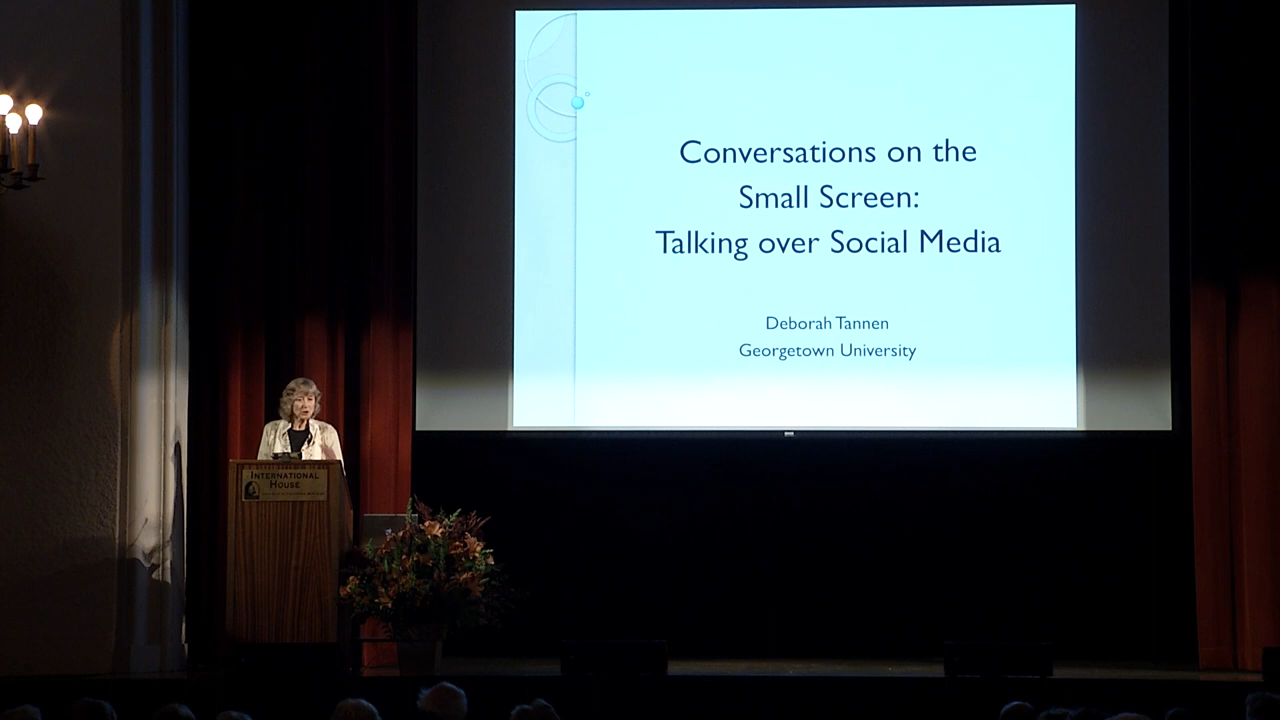 Conversations on the
Small Screen:
Talking over Social Media
Deborah Tannen
Georgetown University
INTERNATIONAL
HOUSE